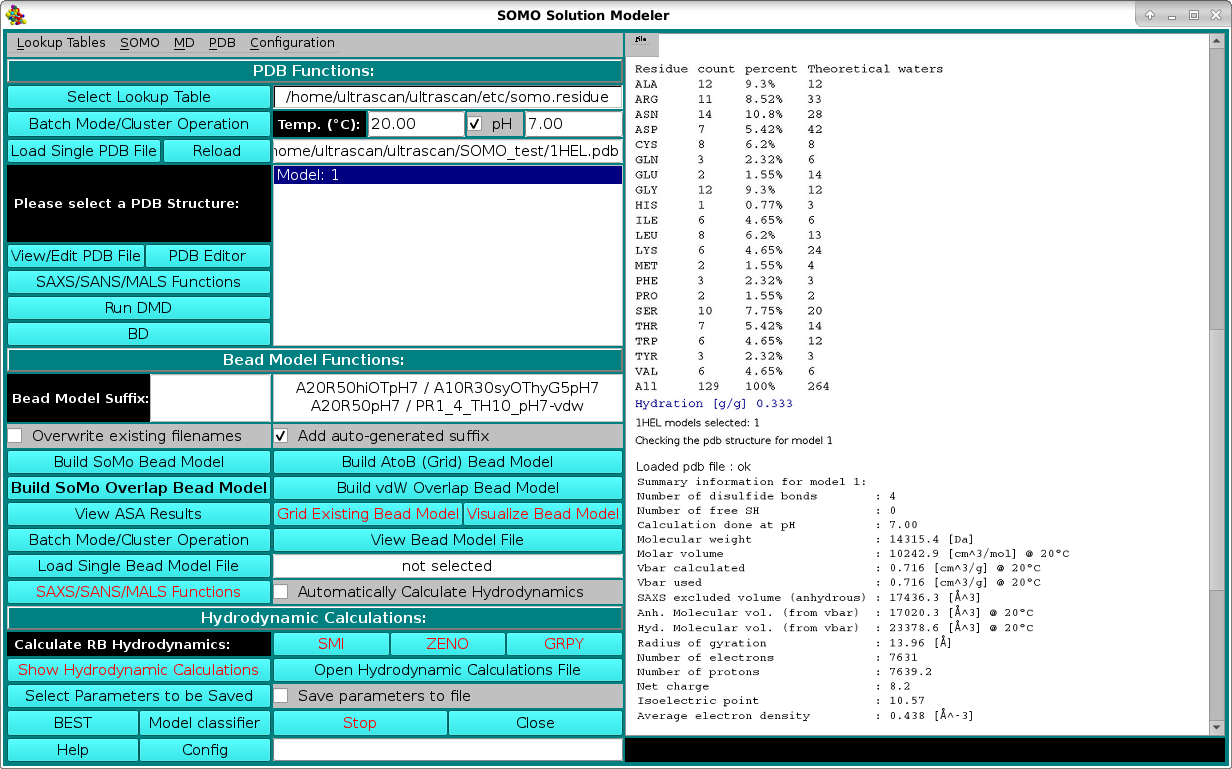 SOMO Solution Modeler
Lookup Tables SOMO MD PDB Configuration
PDB Functions:
Select Lookup Table /home/ultrascan/ultrascan/etc/somo.residue
Batch Mode/Cluster Operation Temp. (°C): 20.00 pH 7.00
Load Single PDB File Reload home/ultrascan/ultrascan/SOMO_test/1HEL.pdb
Please select a PDB Structure: Model: 1
View/Edit PDB File PDB Editor
SAXS/SANS/MALS Functions
Run DMD
BD
Bead Model Functions:
Bead Model Suffix: A20R50hiOTpH7 / A10R30syOThyG5pH7
A20R50pH7 / PR1_4_TH10_pH7-vdw
Overwrite existing filenames Add auto-generated suffix
Build SoMo Bead Model Build AtoB (Grid) Bead Model
Build SoMo Overlap Bead Model Build vdW Overlap Bead Model
View ASA Results Grid Existing Bead Model Visualize Bead Model
Batch Mode/Cluster Operation View Bead Model File
Load Single Bead Model File not selected
SAXS/SANS/MALS Functions Automatically Calculate Hydrodynamics
Hydrodynamic Calculations:
Calculate RB Hydrodynamics: SMI ZENO GRPY
Show Hydrodynamic Calculations Open Hydrodynamic Calculations File
Select Parameters to be Saved Save parameters to file
BEST Model classifier Stop Close
Help Config
File
Residue count percent Theoretical waters
ALA 12 9.3% 12
ARG 11 8.52% 33
ASN 14 10.8% 28
ASP 7 5.42% 42
CYS 8 6.2% 8
GLN 3 2.32% 6
GLU 2 1.55% 14
GLY 12 9.3% 12
HIS 1 0.77% 3
ILE 6 4.65% 6
LEU 8 6.2% 13
LYS 6 4.65% 24
MET 2 1.55% 4
PHE 3 2.32% 3
PRO 2 1.55% 2
SER 10 7.75% 20
THR 7 5.42% 14
TRP 6 4.65% 12
TYR 3 2.32% 3
VAL 6 4.65% 6
All 129 100% 264
Hydration [g/g] 0.333
1HEL models selected: 1
Checking the pdb structure for model 1
Loaded pdb file : ok
Summary information for model 1:
Number of disulfide bonds : 4
Number of free SH : 0
Calculation done at pH : 7.00
Molecular weight : 14315.4 [Da]
Molar volume : 10242.9 [cm^3/mol] @ 20°C
Vbar calculated : 0.716 [cm^3/g] @ 20°C
Vbar used : 0.716 [cm^3/g] @ 20°C
SAXS excluded volume (anhydrous) : 17436.3 [Å^3]
Anh. Molecular vol. (from vbar) : 17020.3 [Å^3] @ 20°C
Hyd. Molecular vol. (from vbar) : 23378.6 [Å^3] @ 20°C
Radius of gyration : 13.96 [Å]
Number of electrons : 7631
Number of protons : 7639.2
Net charge : 8.2
Isoelectric point : 10.57
Average electron density : 0.438 [Å^-3]